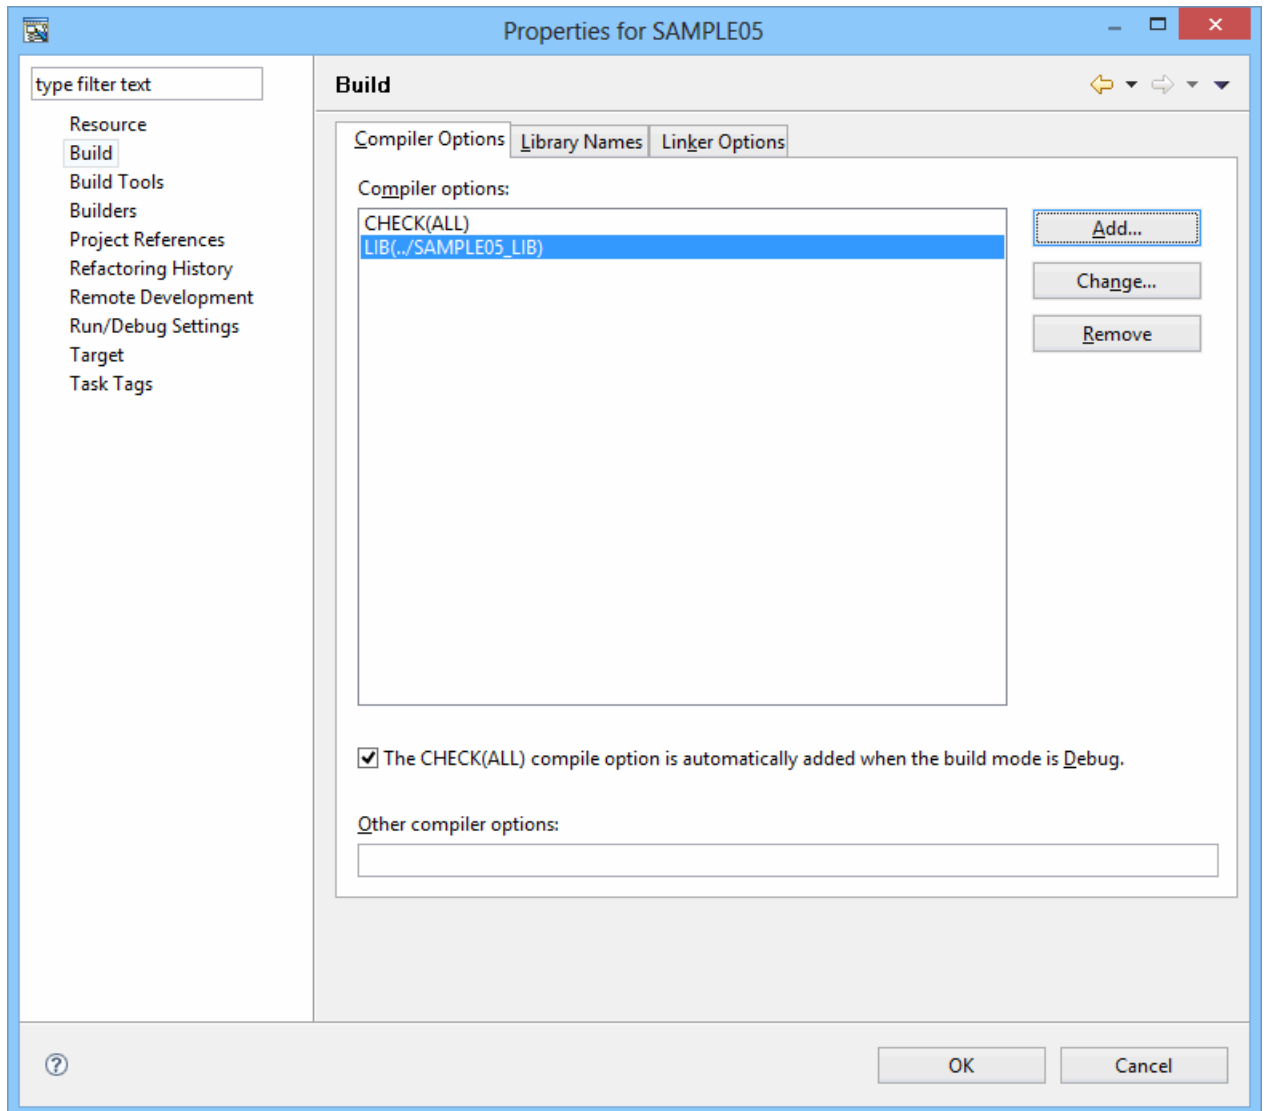 Properties for SAMPLE05
type filter text
Resource
Build
Build Tools
Builders
Project References
Refactoring History
Remote Development
Run/Debug Settings
Target
Task Tags
Build
Compiler Options Library Names Linker Options
Compiler options:
CHECK(ALL)
LIB(../SAMPLE05_LIB)
Add...
Change...
Remove
The CHECK(ALL) compile option is automatically added when the build mode is Debug.
Other compiler options:
OK Cancel